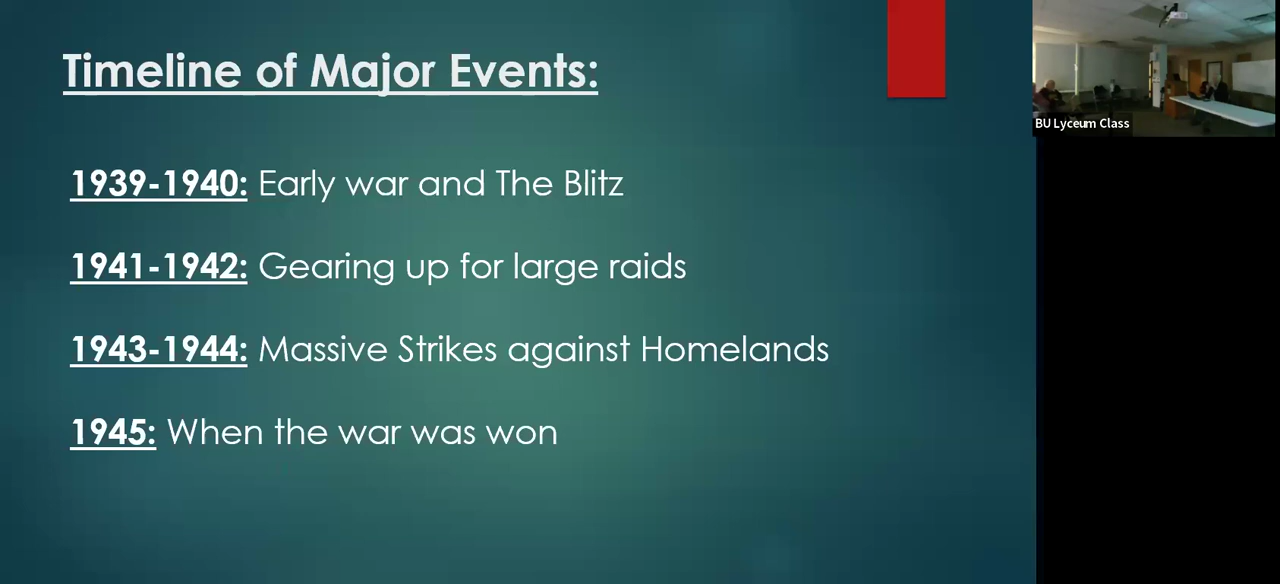 Timeline of Major Events:
1939-1940: Early war and The Blitz
1941-1942: Gearing up for large raids
1943-1944: Massive Strikes against Homelands
1945: When the war was won
BU Lyceum Class